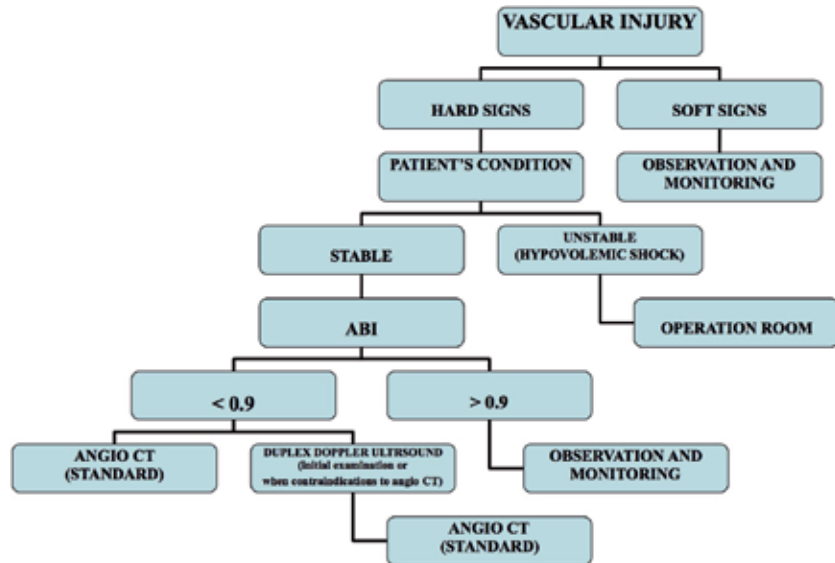 VASCULAR INJURY
HARD SIGNS
SOFT SIGNS
PATIENT'S CONDITION
OBSERVATION AND
MONITORING
STABLE
UNSTABLE
(HYPOVOLEMIC SHOCK)
ABI
OPERATION ROOM
< 0.9
> 0.9
ANGIO CT
(STANDARD)
DUPLEX DOPPLER ULTRSOUND
(Initial examination or
when contraindications to angio CT)
OBSERVATION AND
MONITORING
ANGIO CT
(STANDARD)